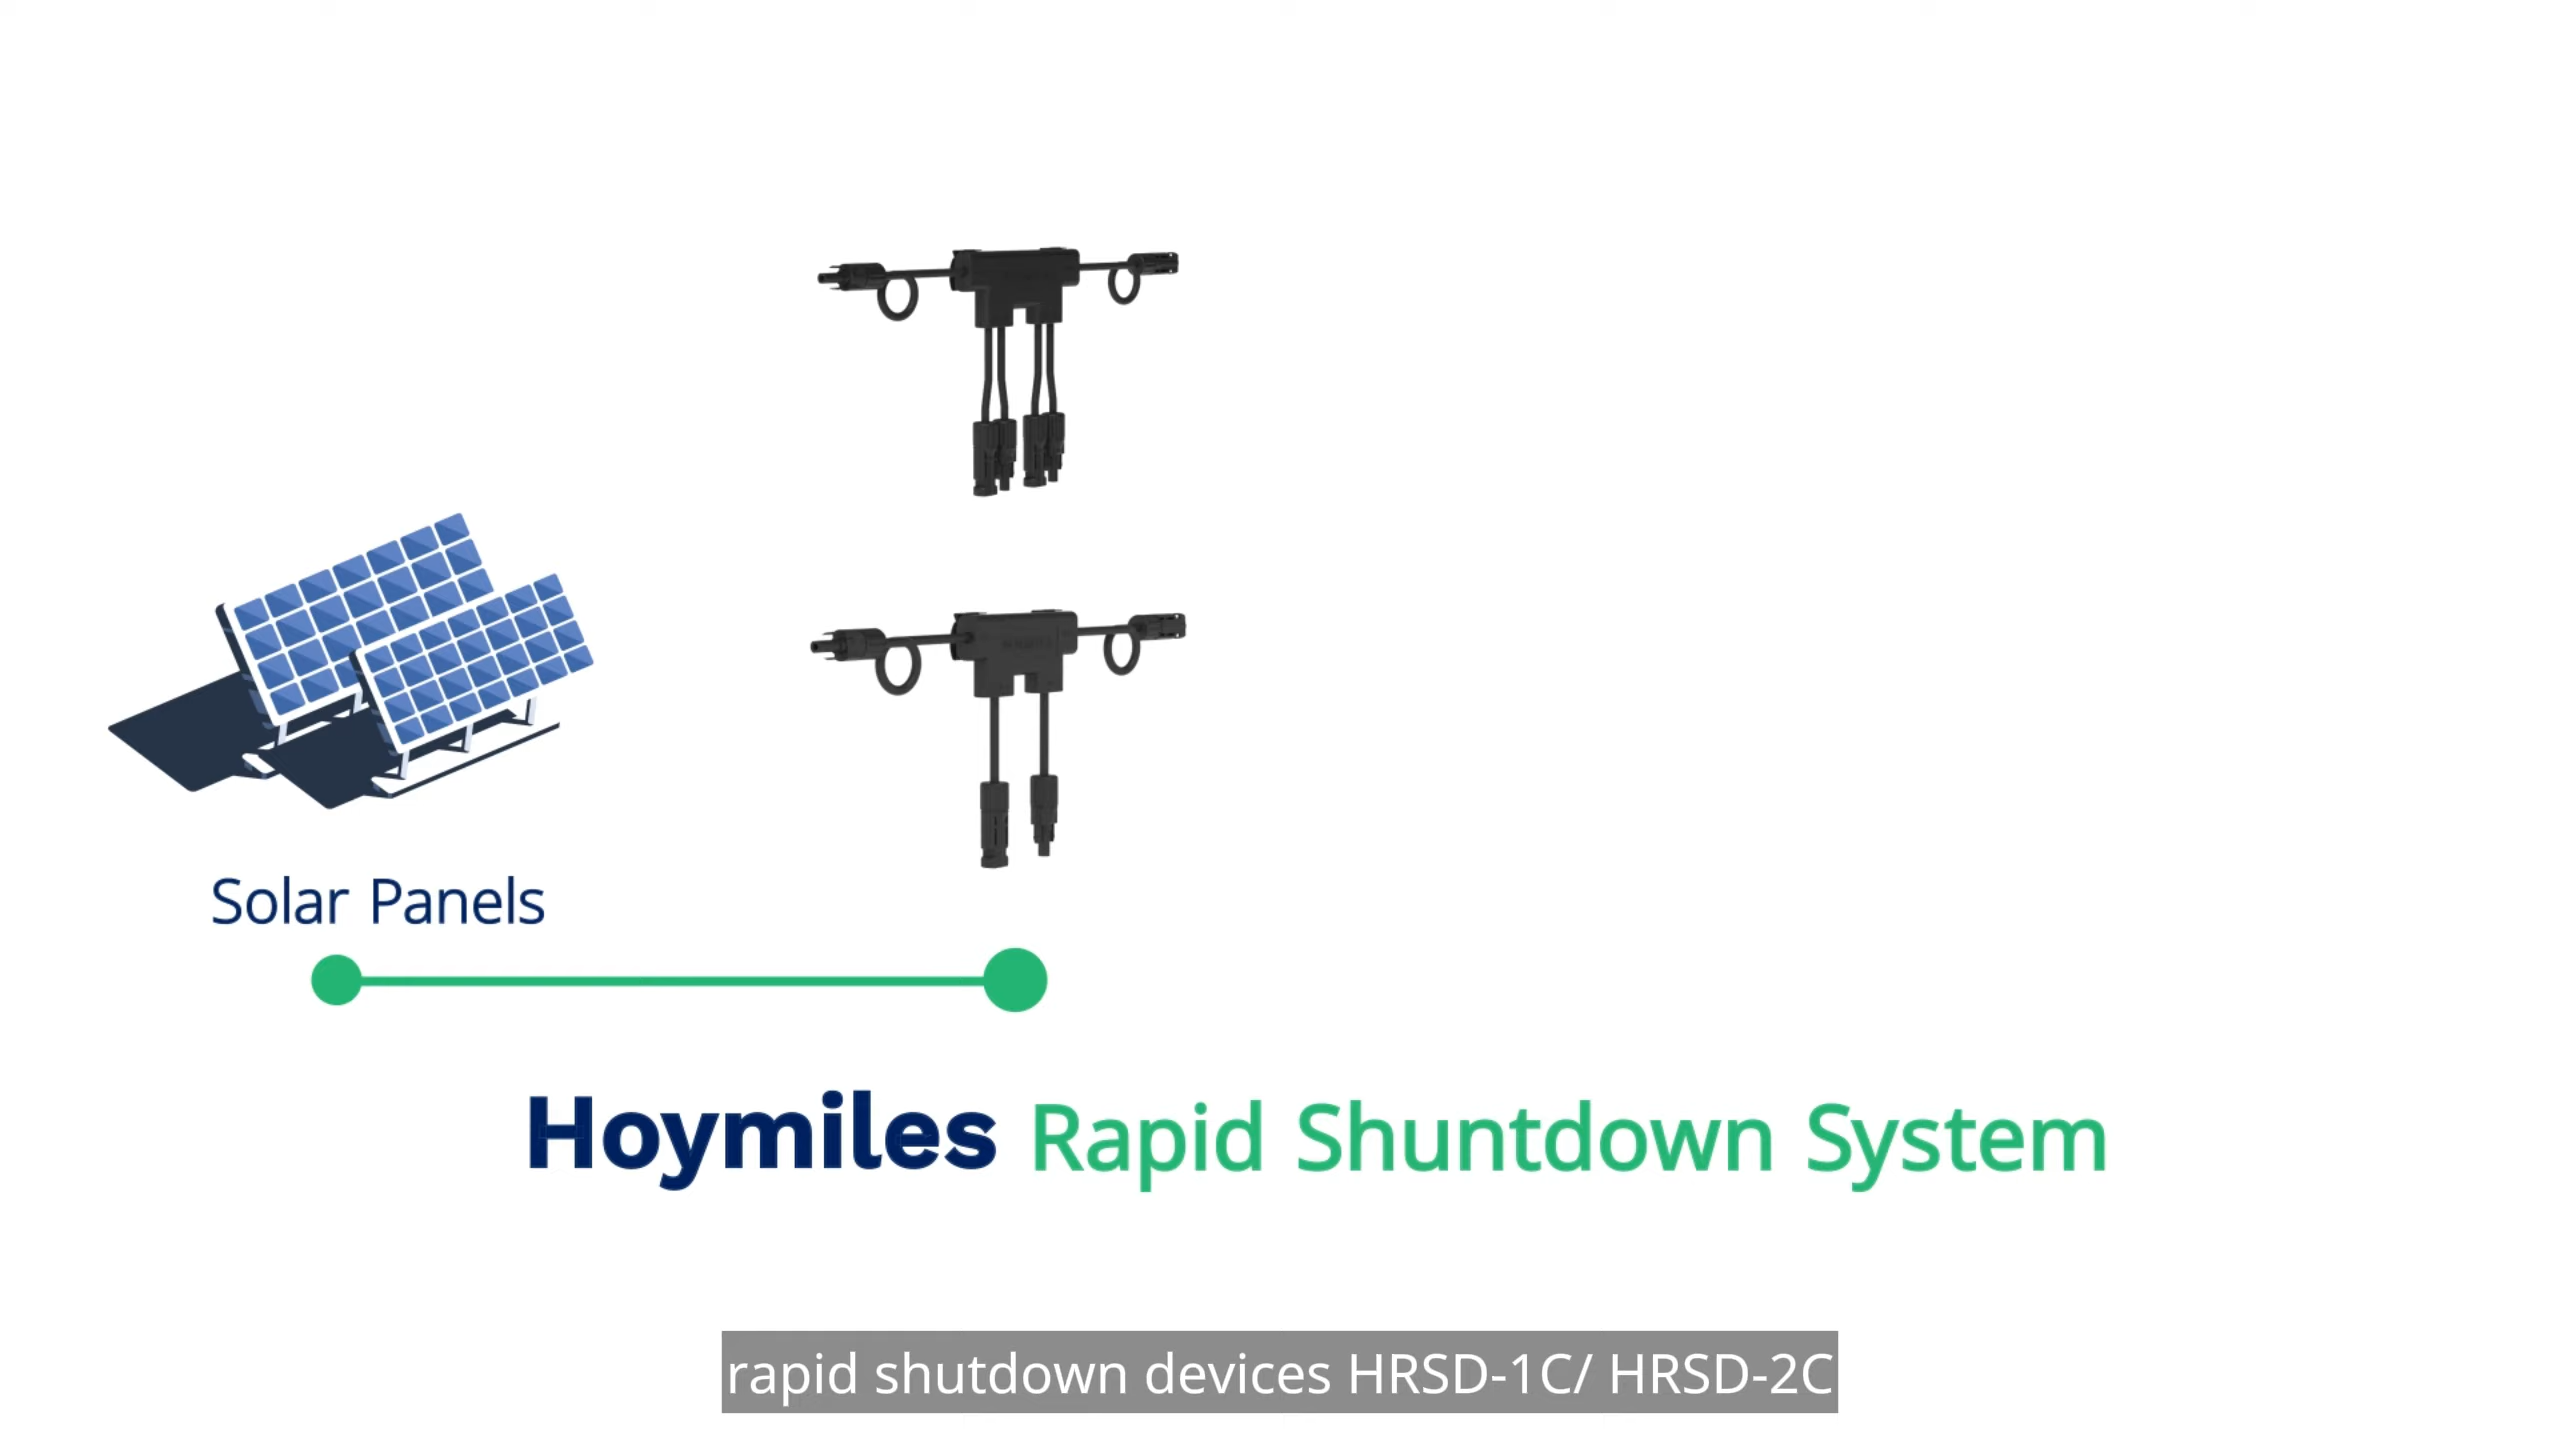 Solar Panels
Hoymiles Rapid Shuntdown System
rapid shutdown devices HRSD-1C/ HRSD-2C